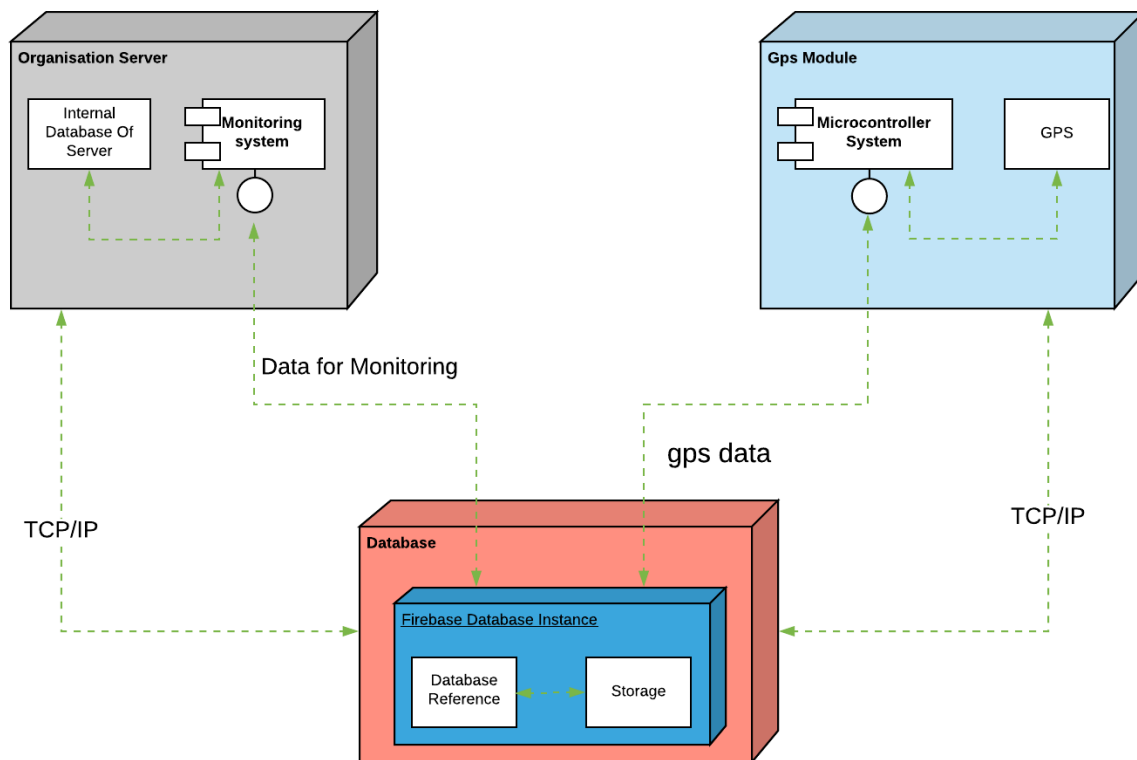 Organisation Server
Internal
Database Of
Server
Monitoring
system
Gps Module
Microcontroller
System
GPS
Data for Monitoring
gps data
TCP/IP
TCP/IP
Database
Firebase Database Instance
Database
Reference
Storage